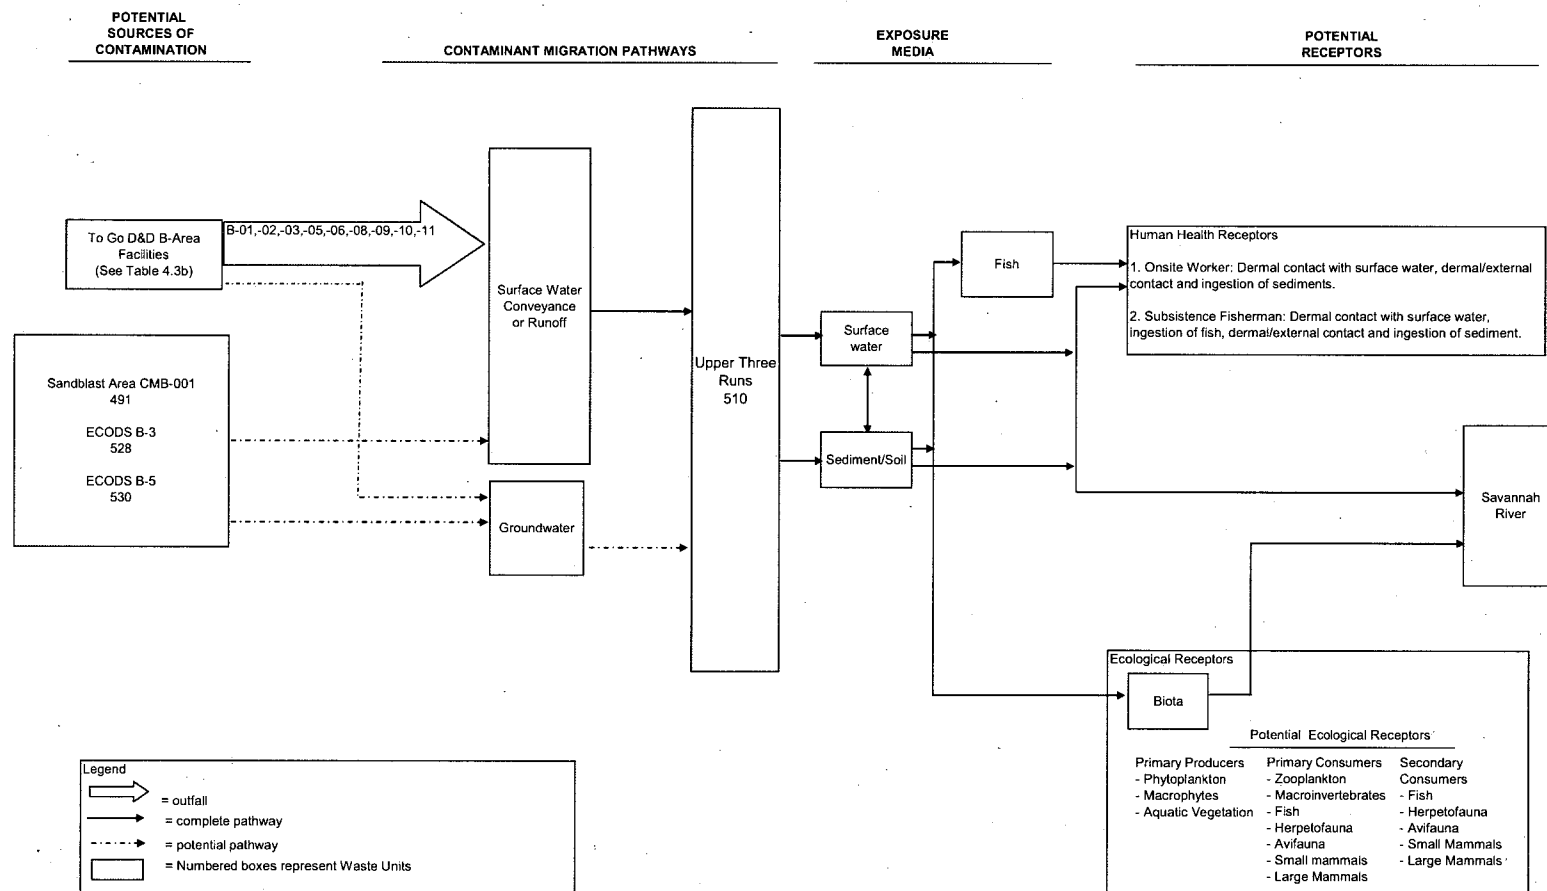 POTENTIAL
SOURCES OF
CONTAMINATION
CONTAMINANT MIGRATION PATHWAYS
EXPOSURE
MEDIA
POTENTIAL
RECEPTORS
To Go D&D B-Area
Facilities
(See Table 4.3b)
B-01,-02,-03,-05,-06,-08,-09,-10,-11
Sandblast Area CMB-001
491
ECODS B-3
528
ECODS B-5
530
Surface Water
Conveyance
or Runoff
Groundwater
Upper Three
Runs
510
Surface
water
Sediment/Soil
Fish
Human Health Receptors
1. Onsite Worker: Dermal contact with surface water, dermal/external
contact and ingestion of sediments.
2. Subsistence Fisherman: Dermal contact with surface water,
ingestion of fish, dermal/external contact and ingestion of sediment.
Savannah
River
Ecological Receptors
Biota
Potential Ecological Receptors
Primary Producers
- Phytoplankton
- Macrophytes
- Aquatic Vegetation
Primary Consumers
- Zooplankton
- Macroinvertebrates
- Fish
- Herpetofauna
- Avifauna
- Small mammals
- Large Mammals
Secondary
Consumers
- Fish
- Herpetofauna
- Avifauna
- Small Mammals
- Large Mammals
Legend
= outfall
= complete pathway
= potential pathway
= Numbered boxes represent Waste Units